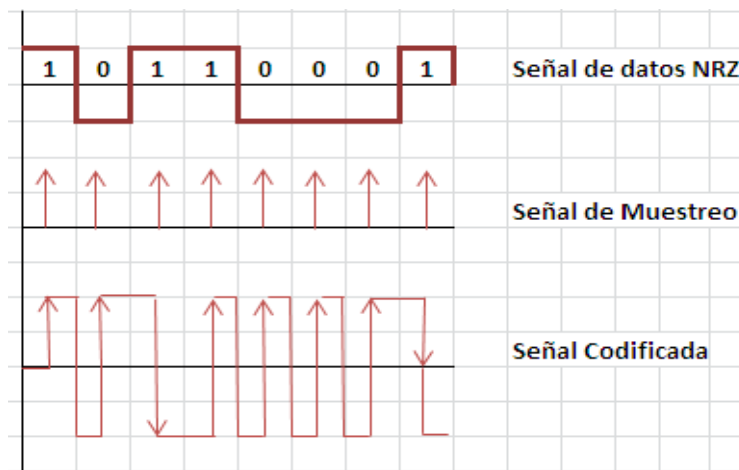 1 0 1 1 0 0 0 1 Señal de datos NRZ
Señal de Muestreo
Señal Codificada